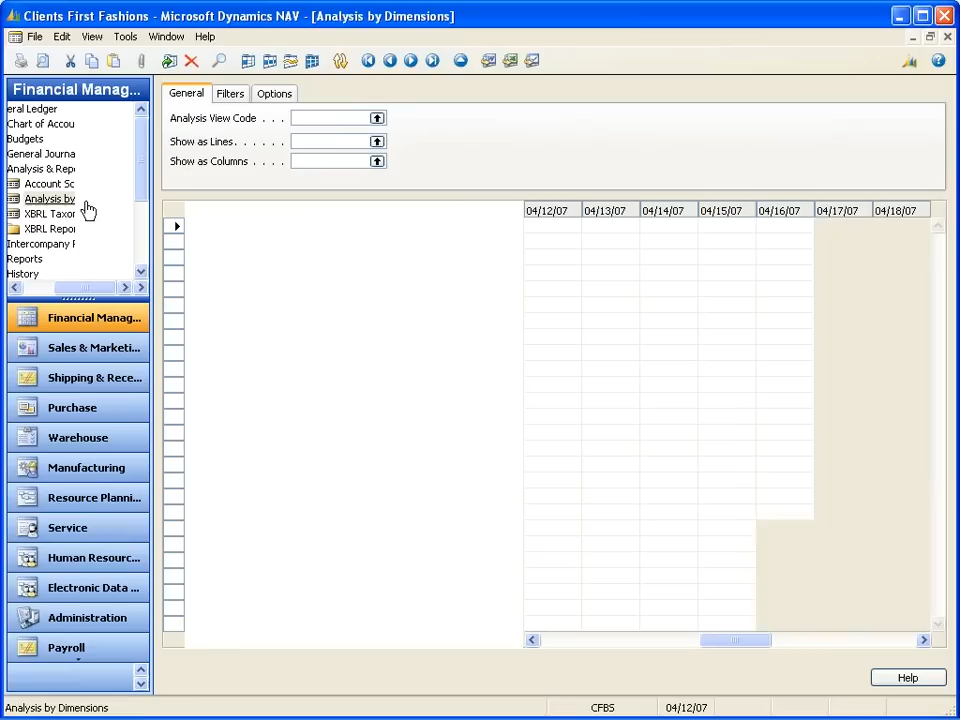 Clients First Fashions - Microsoft Dynamics NAV - [Analysis by Dimensions]
File Edit View Tools Window Help
Financial Manag...
eral Ledger
Chart of Accou
Budgets
General Journa
Analysis & Repo
Account Sc
Analysis by
XBRL Taxor
XBRL Repor
Intercompany F
Reports
History
Financial Manag...
Sales & Marketi...
Shipping & Rece...
Purchase
Warehouse
Manufacturing
Resource Planni...
Service
Human Resourc...
Electronic Data ...
Administration
Payroll
General Filters Options
Analysis View Code . . .
Show as Lines. . . . . .
Show as Columns . . . .
04/12/07 04/13/07 04/14/07 04/15/07 04/16/07 04/17/07 04/18/07
Help
Analysis by Dimensions CFBS 04/12/07